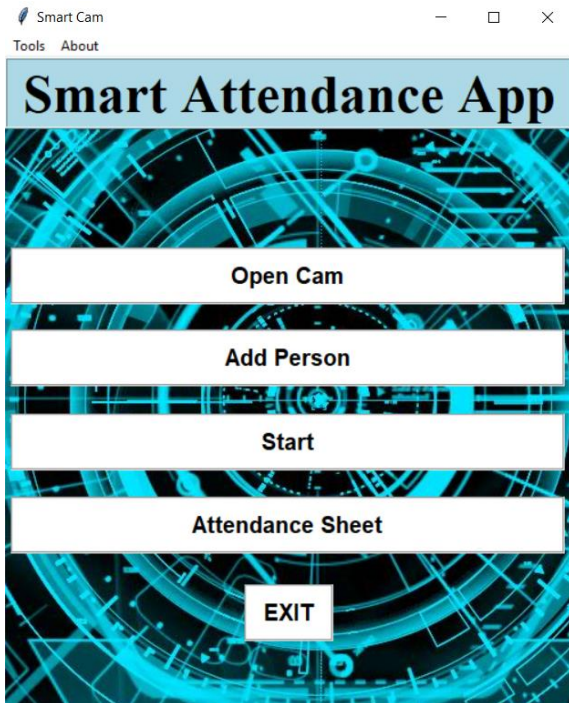 Smart Cam
Tools About
Smart Attendance App
Open Cam
Add Person
Start
Attendance Sheet
EXIT